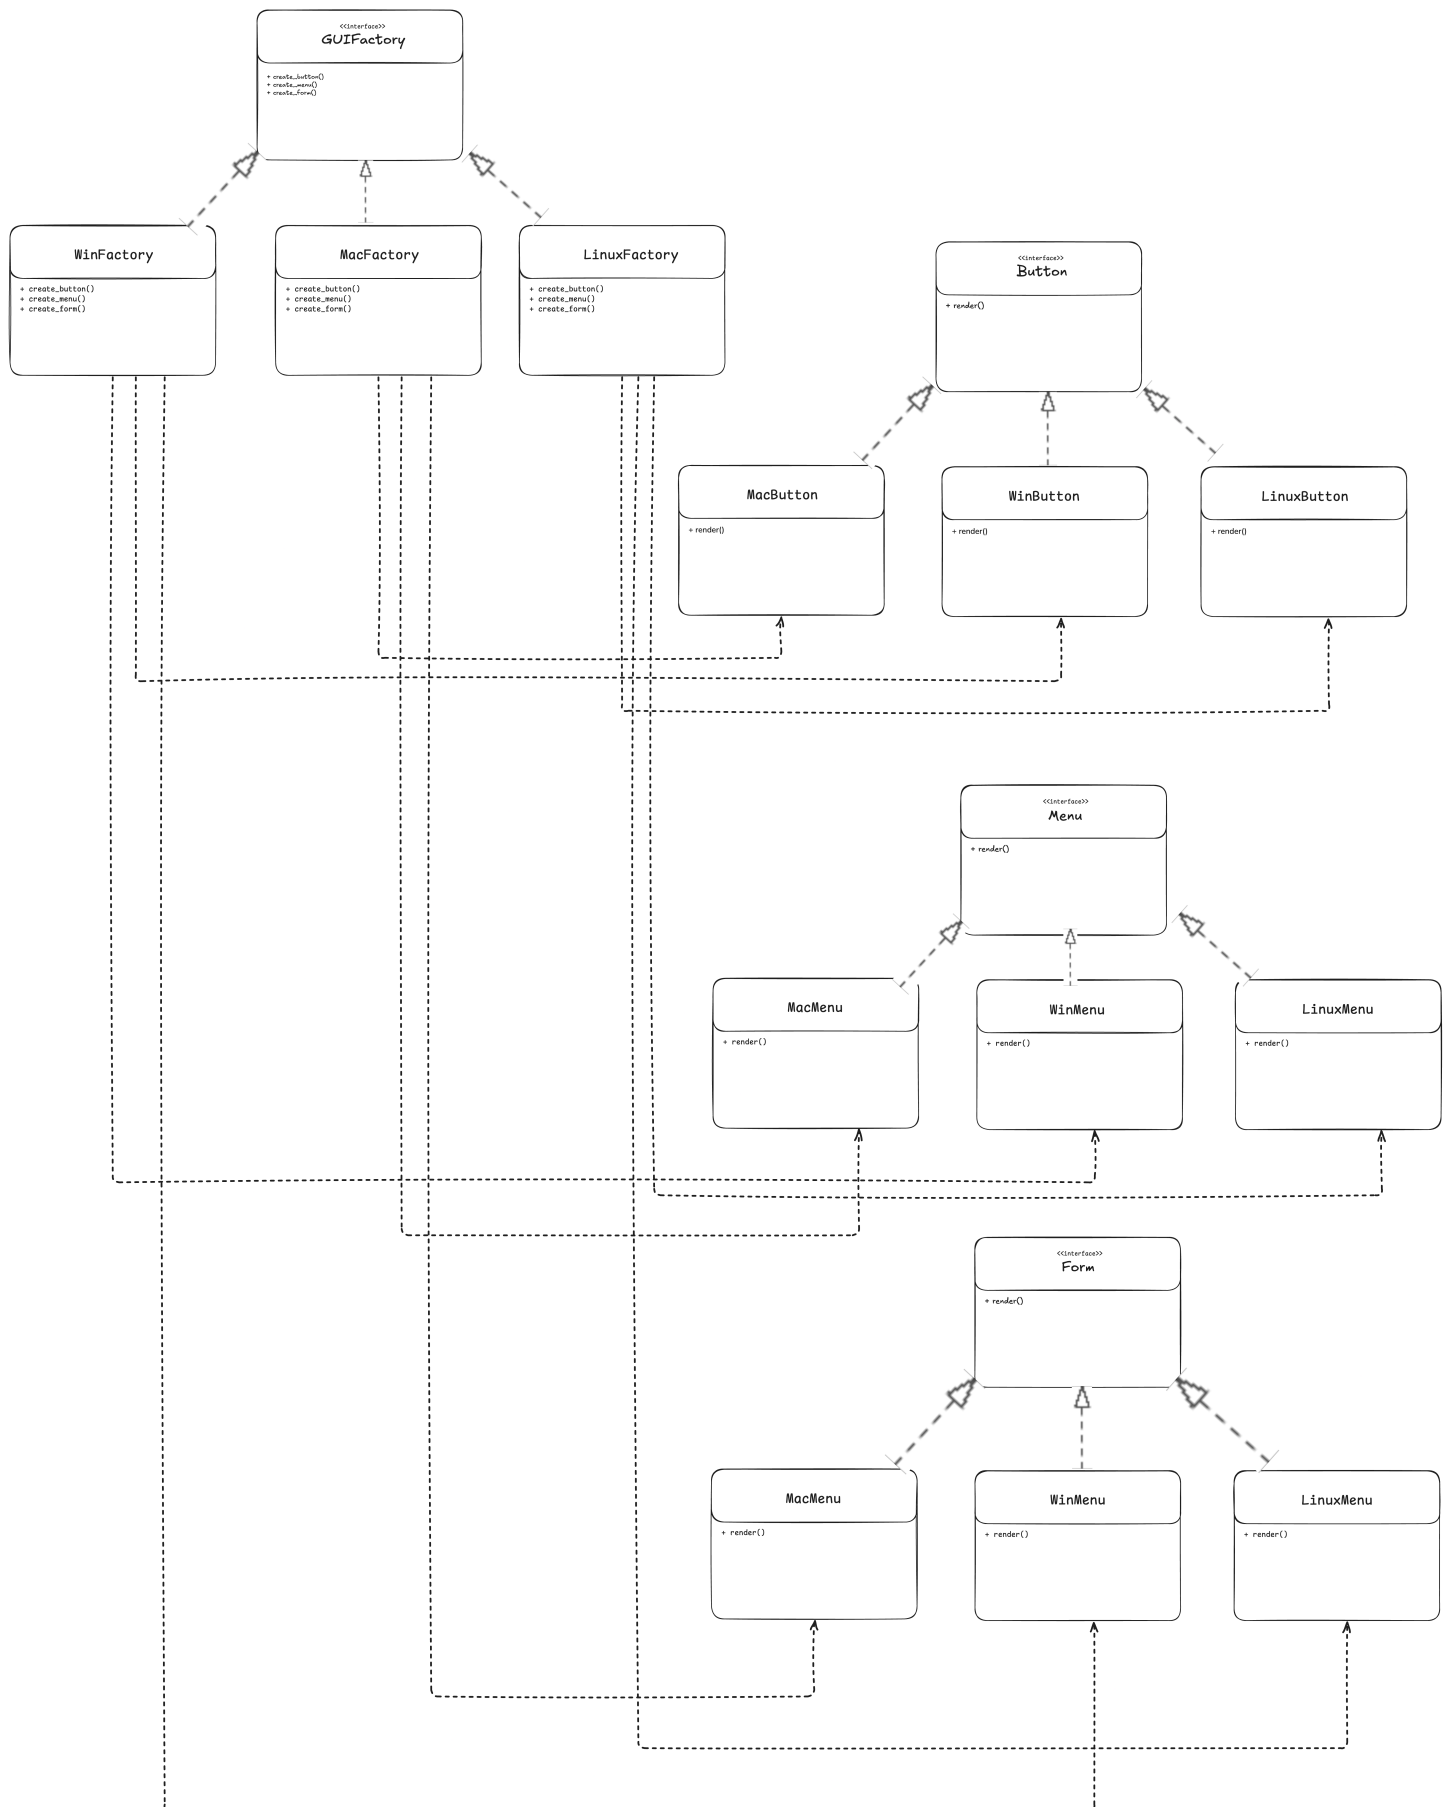 <<interface>>
GUIFactory
+ create_button()
+ create_menu()
+ create_form()
WinFactory
+ create_button()
+ create_menu()
+ create_form()
MacFactory
+ create_button()
+ create_menu()
+ create_form()
LinuxFactory
+ create_button()
+ create_menu()
+ create_form()
<<interface>>
Button
+ render()
MacButton
+ render()
WinButton
+ render()
LinuxButton
+ render()
<<interface>>
Menu
+ render()
MacMenu
+ render()
WinMenu
+ render()
LinuxMenu
+ render()
<<interface>>
Form
+ render()
MacMenu
+ render()
WinMenu
+ render()
LinuxMenu
+ render()